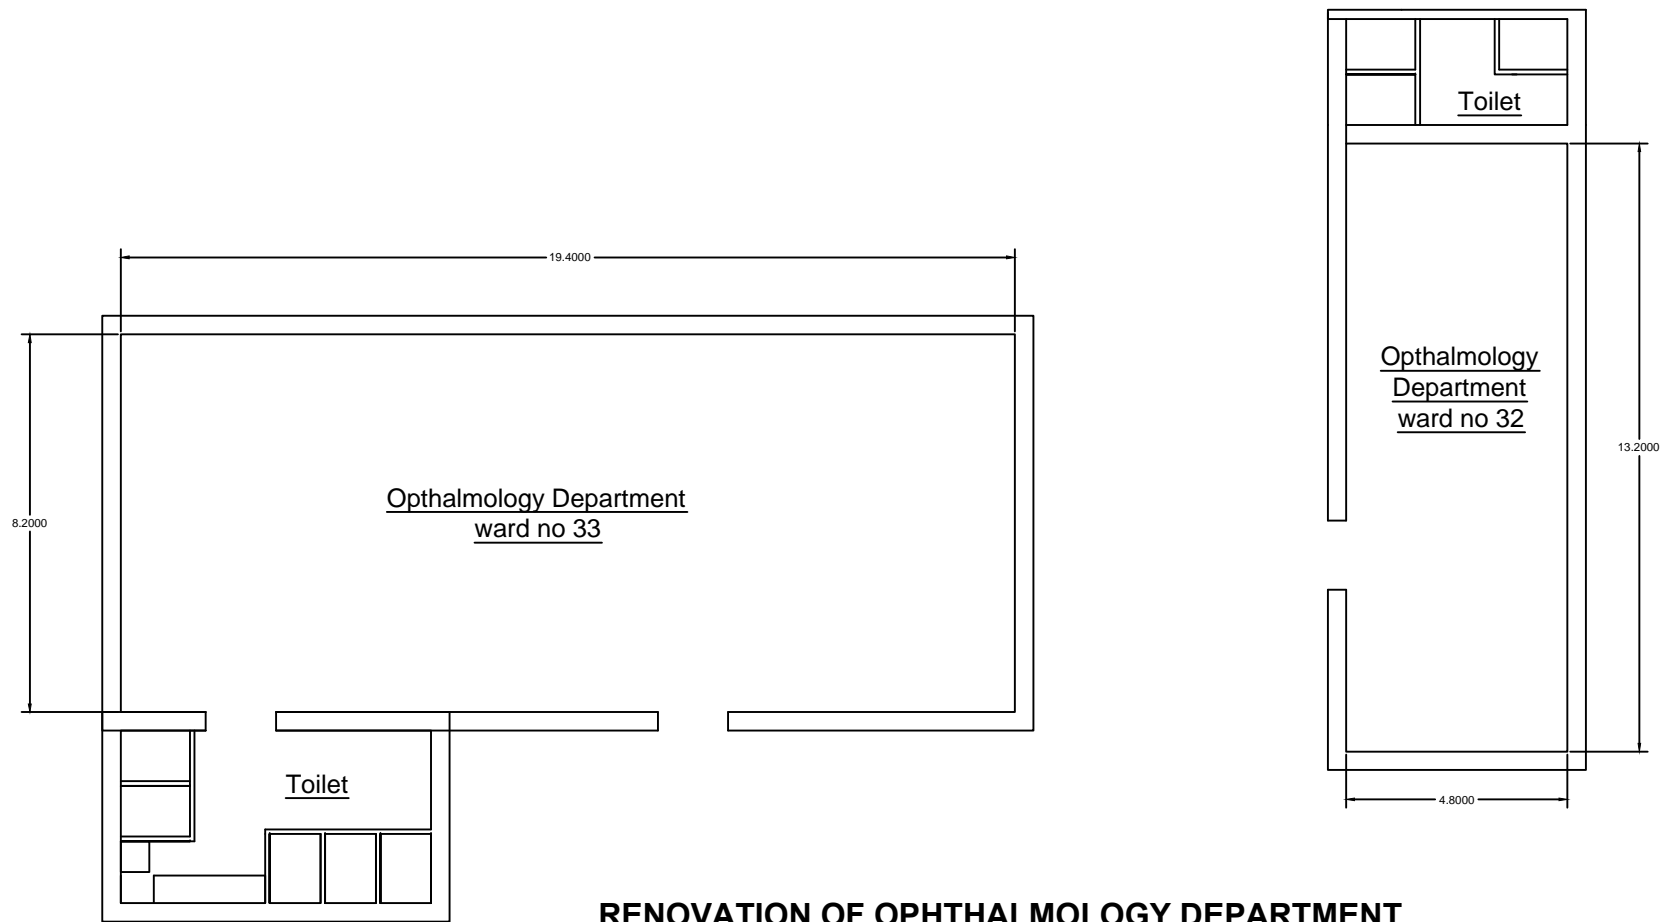 Toilet
19.4000
Opthalmology
Department
ward no 32
13.2000
Opthalmology Department
ward no 33
8.2000
Toilet
4.8000
RENOVATION OF OPHTHALMOLOGY DEPARTMENT